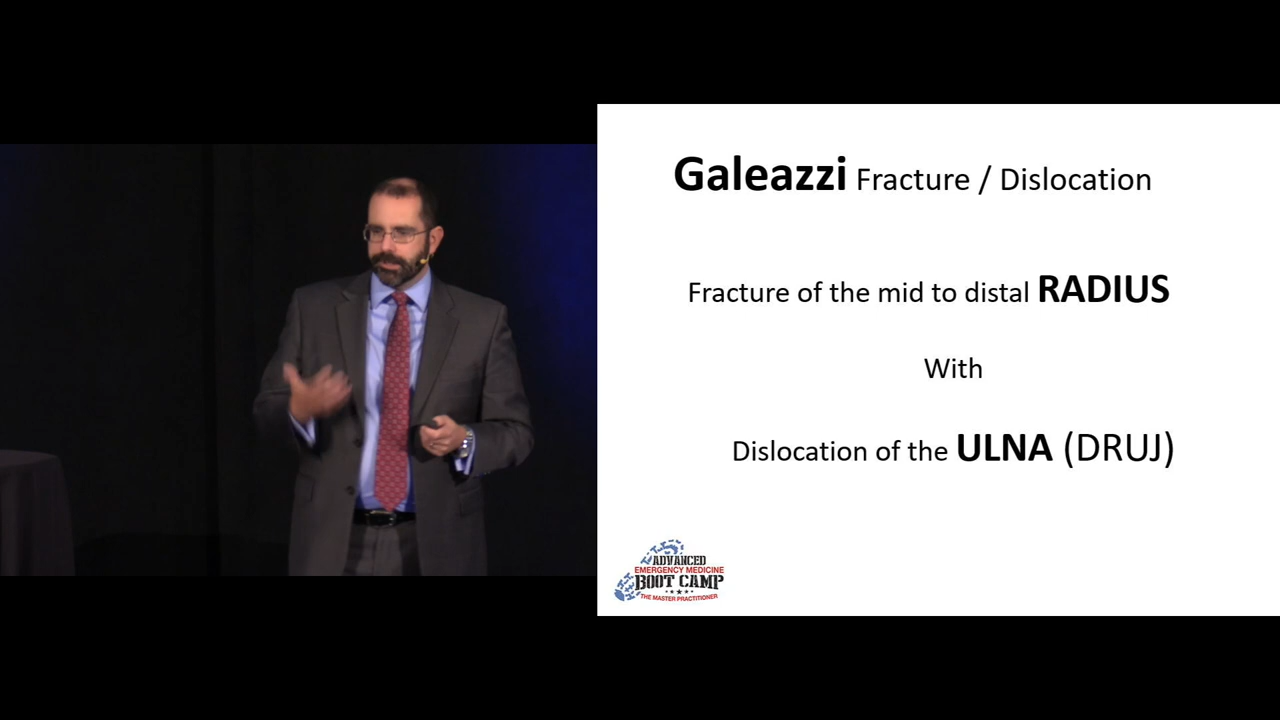 Galeazzi Fracture / Dislocation
Fracture of the mid to distal RADIUS
With
Dislocation of the ULNA (DRUJ)
ADVANCED
EMERGENCY MEDICINE
BOOT CAMP
THE MASTER PRACTITIONER